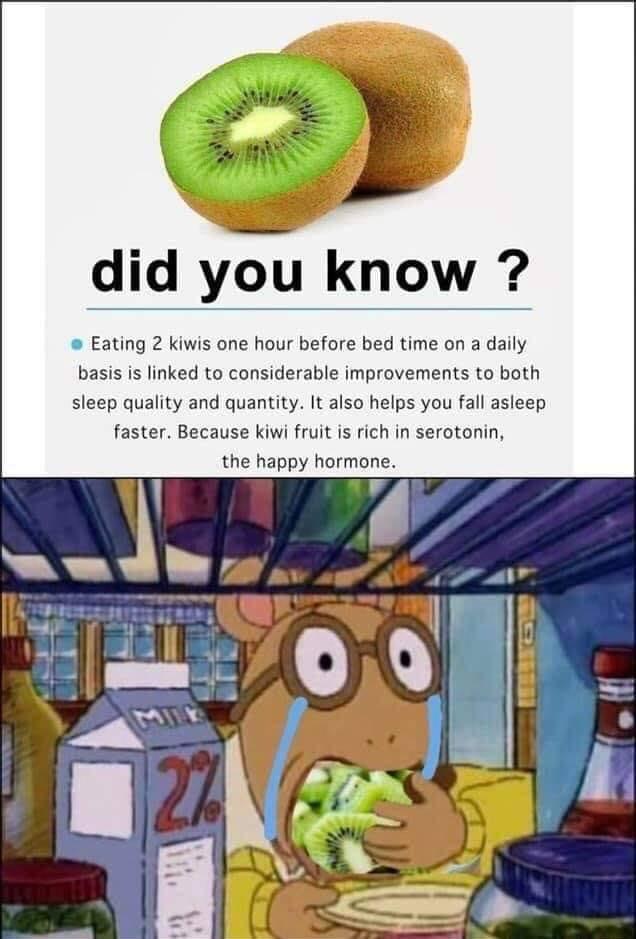 did you know ?
Eating 2 kiwis one hour before bed time on a daily
basis is linked to considerable improvements to both
sleep quality and quantity. It also helps you fall asleep
faster. Because kiwi fruit is rich in serotonin,
the happy hormone.
MILK
2%